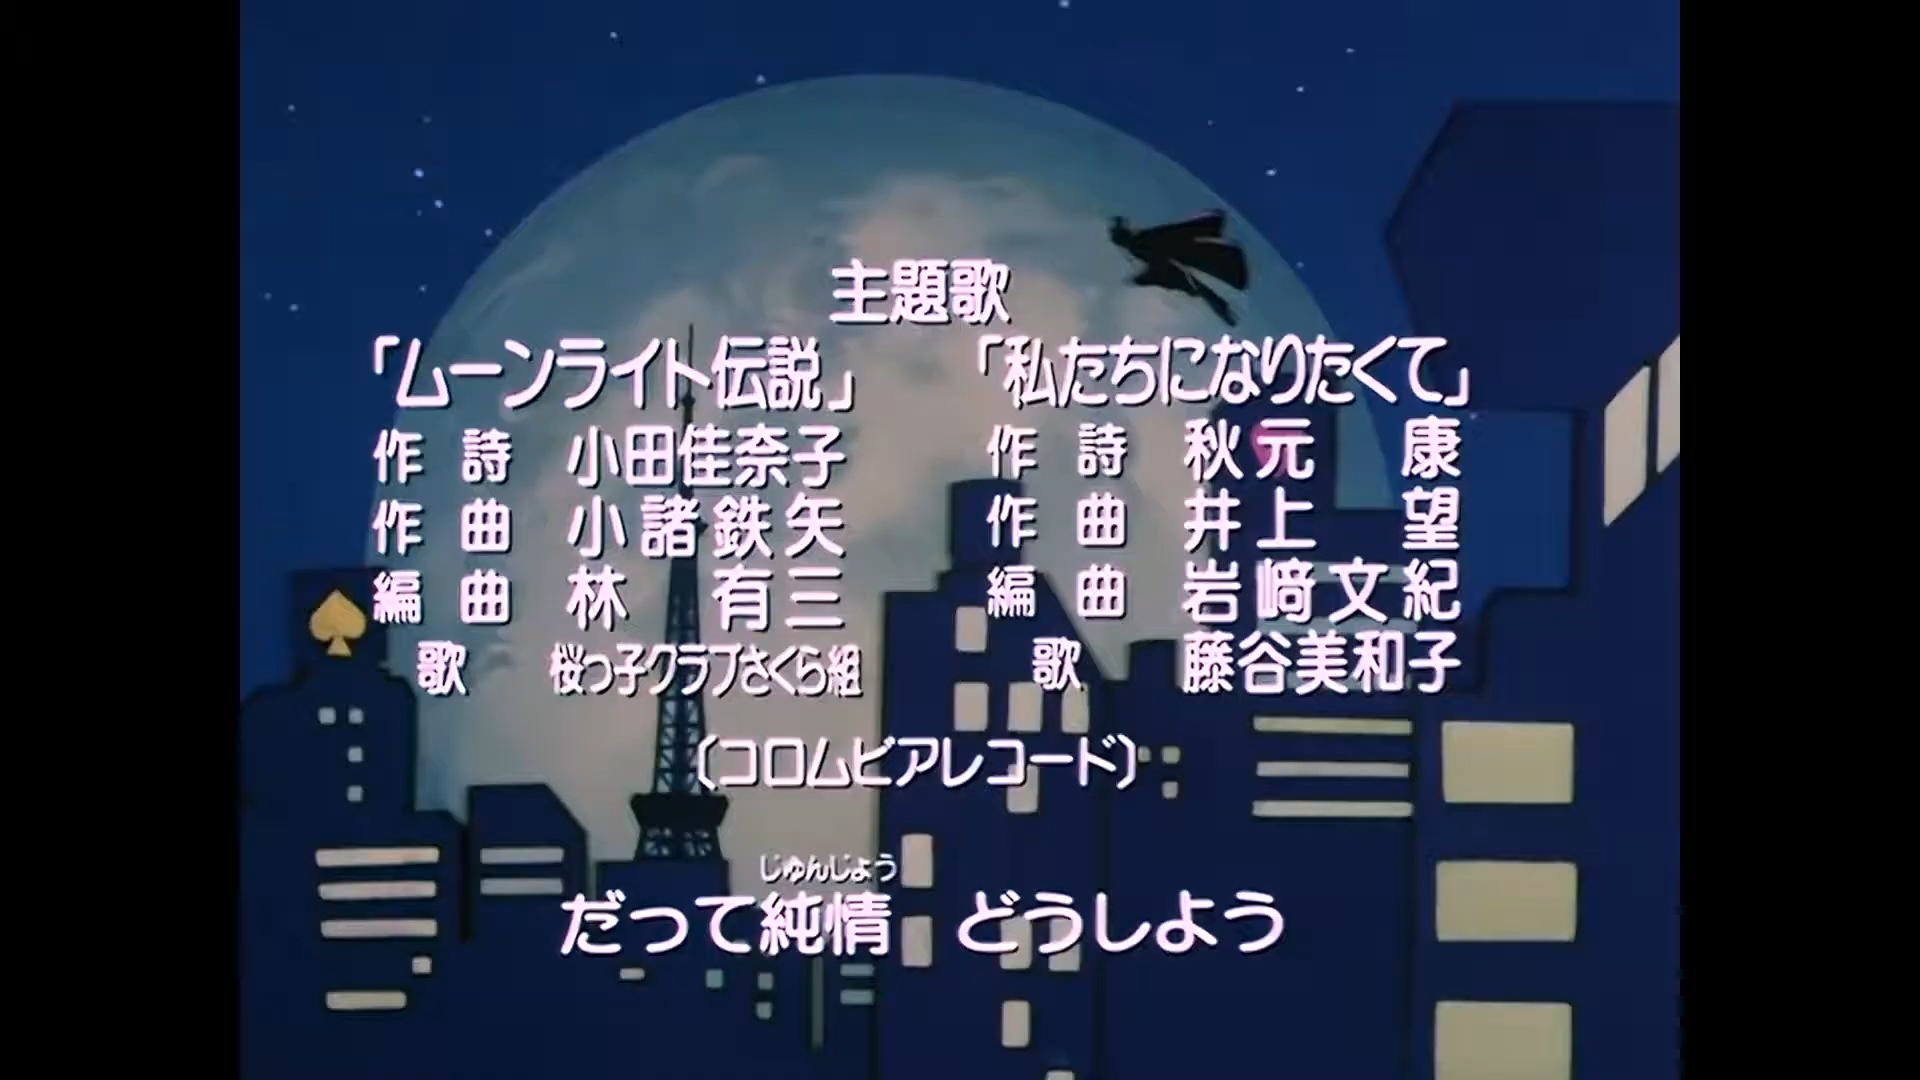 主題歌
「ムーンライト伝説」
作詩 小田佳奈子
作曲 小諸鉄矢
編曲 林有三
歌 桜っ子クラブさくら組
「私たちになりたくて」
作詩 秋元康
作曲 井上望
編曲 岩﨑文紀
歌 藤谷美和子
(コロムビアレコード)
じゅんじょう
だって純情 どうしよう